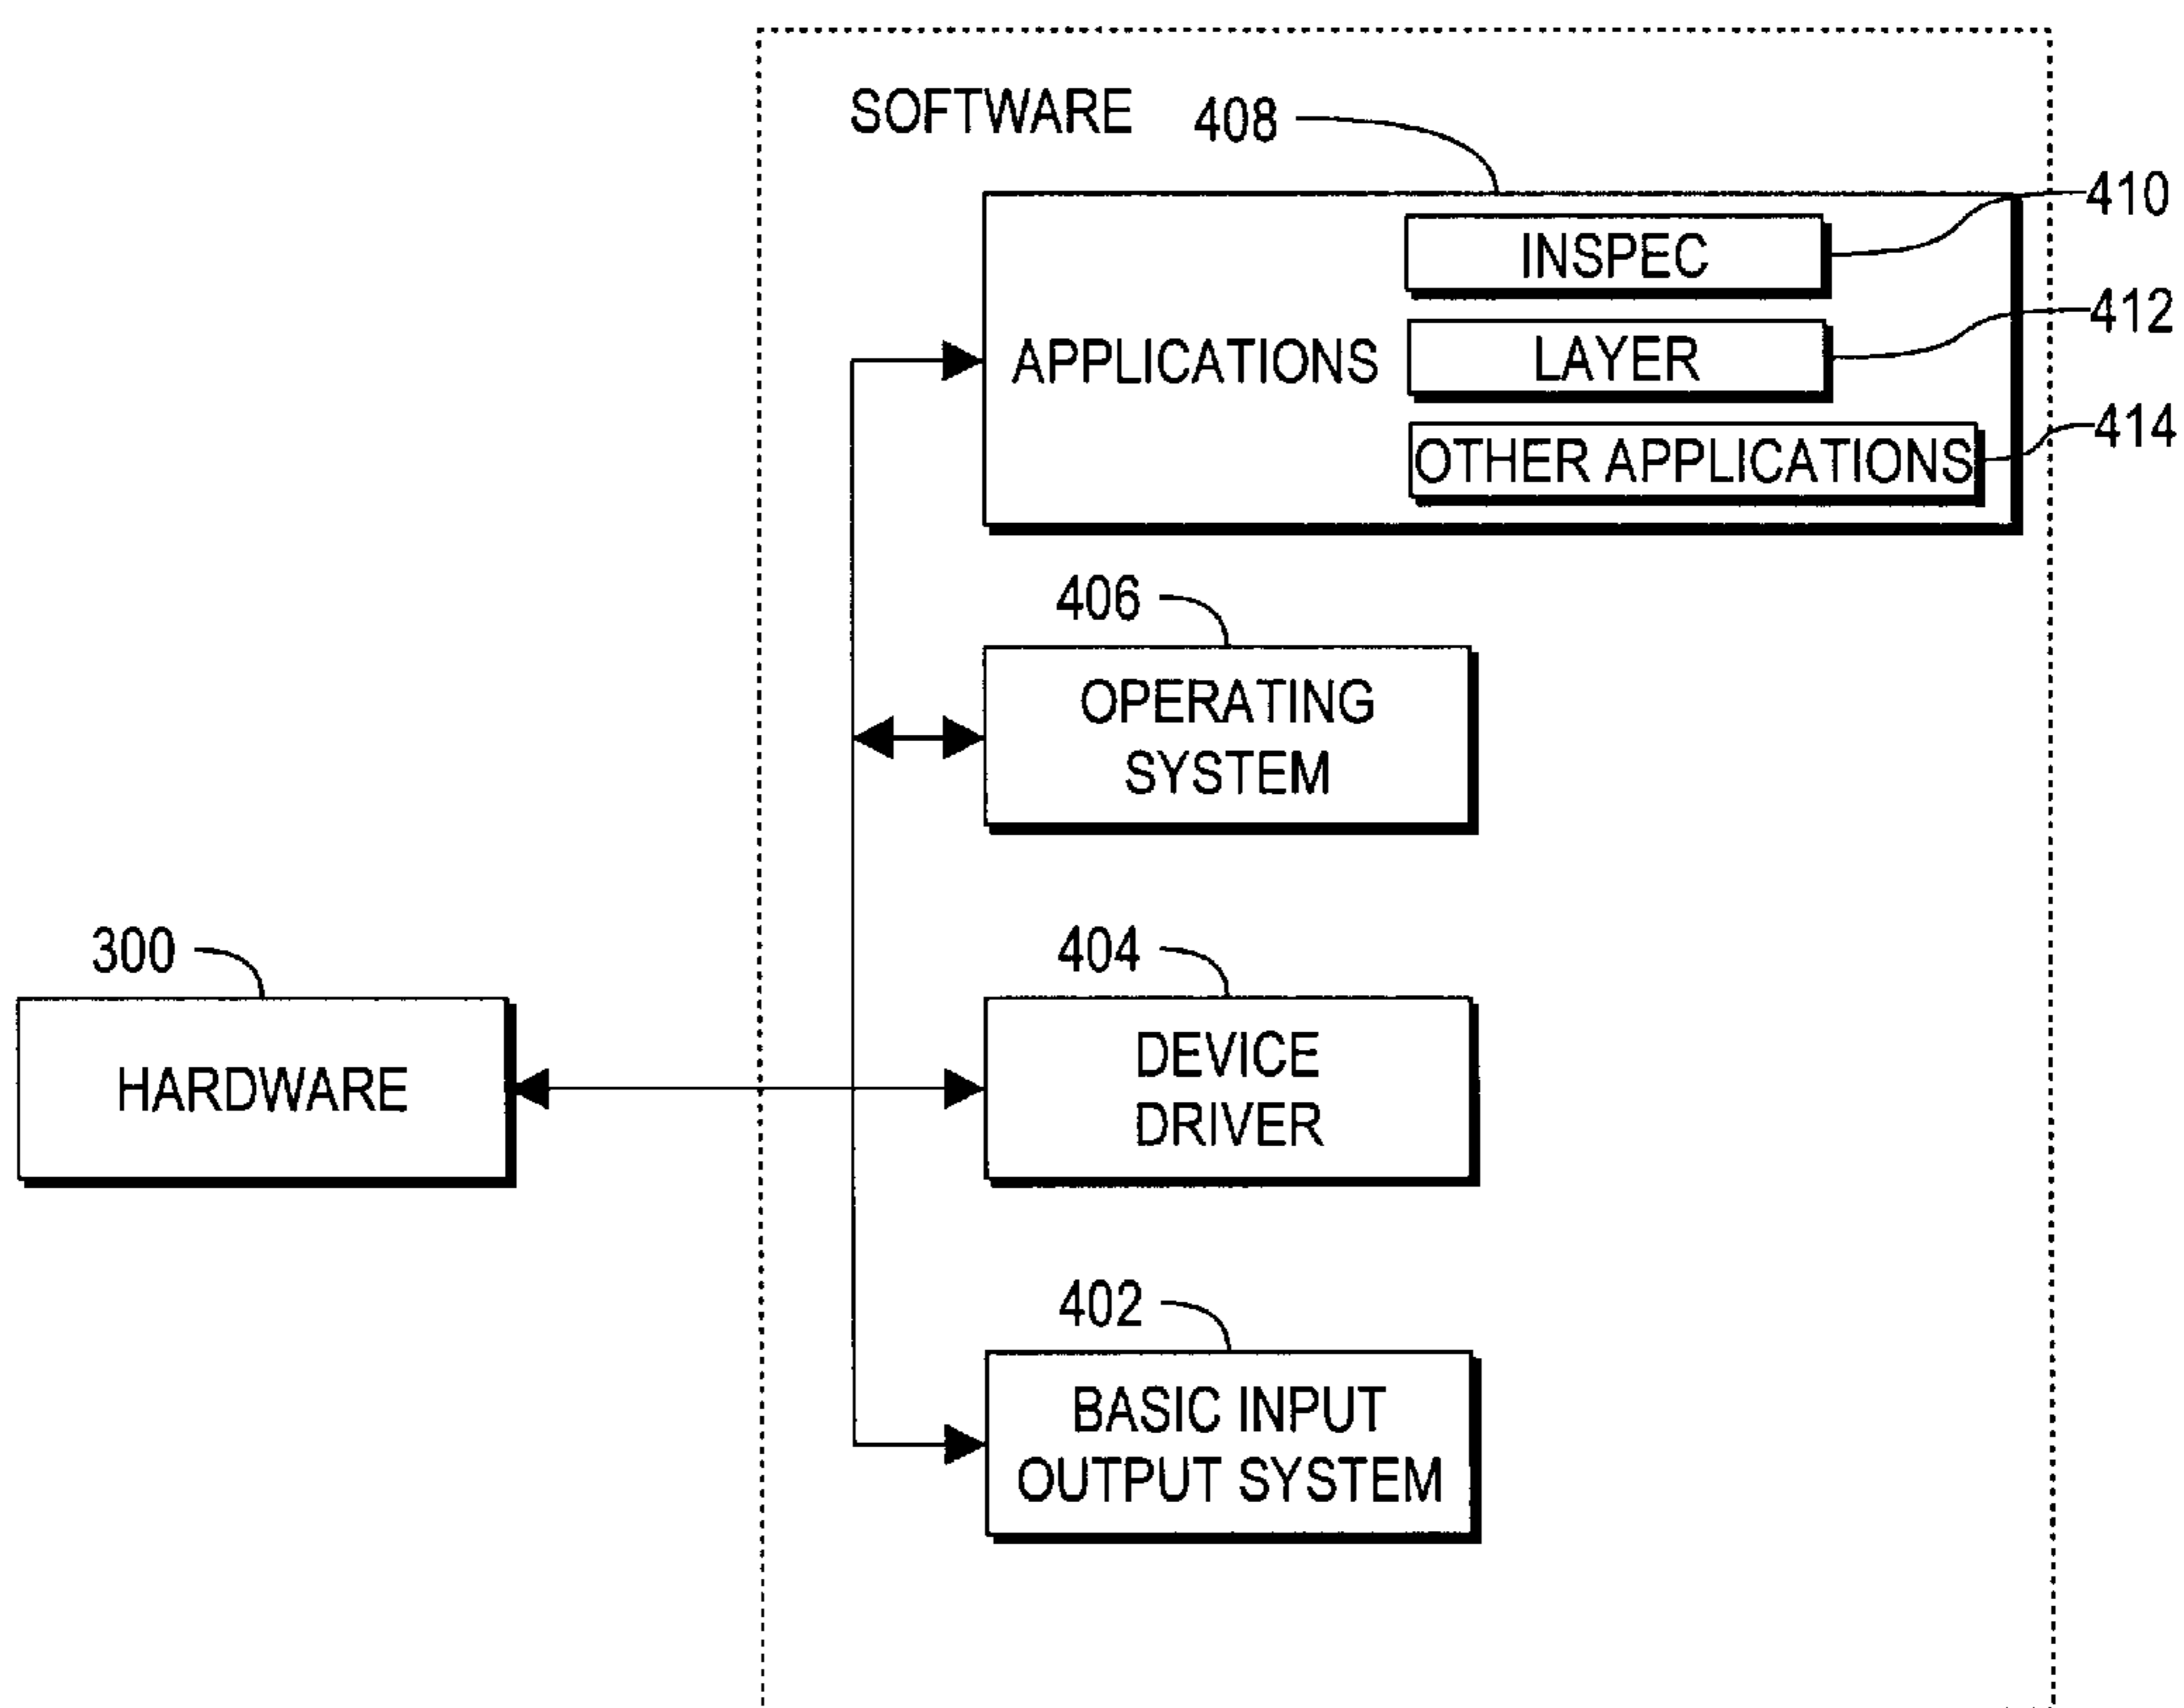 SOFTWARE
408
410
INSPEC
412
APPLICATIONS
LAYER
414
OTHER APPLICATIONS
406
OPERATING
SYSTEM
300
HARDWARE
404
DEVICE
DRIVER
402
BASIC INPUT
OUTPUT SYSTEM